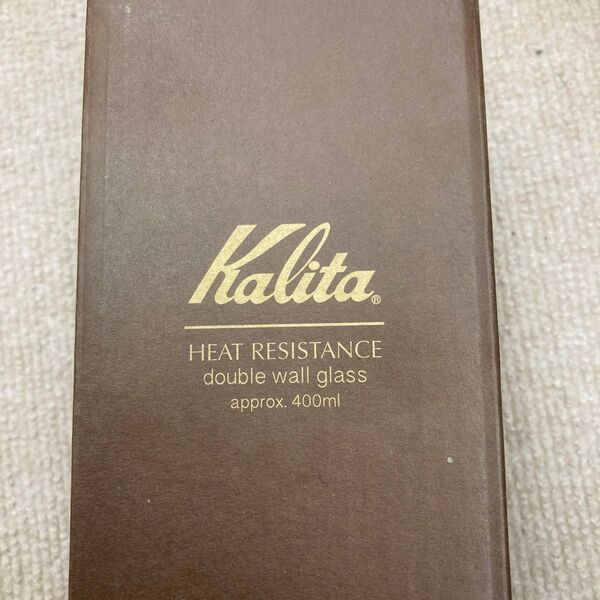 Kalita®
HEAT RESISTANCE
double wall glass
approx. 400ml